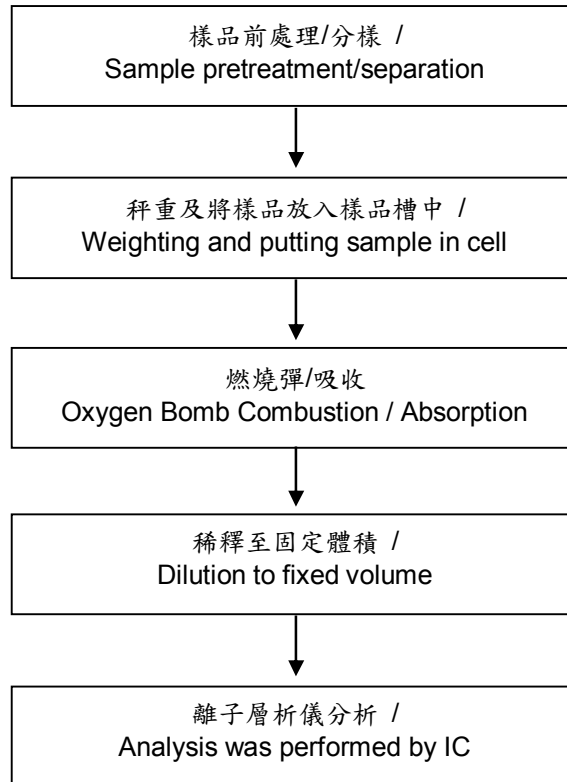 樣品前處理/分樣 /
Sample pretreatment/separation
秤重及將樣品放入樣品槽中 /
Weighting and putting sample in cell
燃燒彈/吸收
Oxygen Bomb Combustion / Absorption
稀釋至固定體積 /
Dilution to fixed volume
離子層析儀分析 /
Analysis was performed by IC